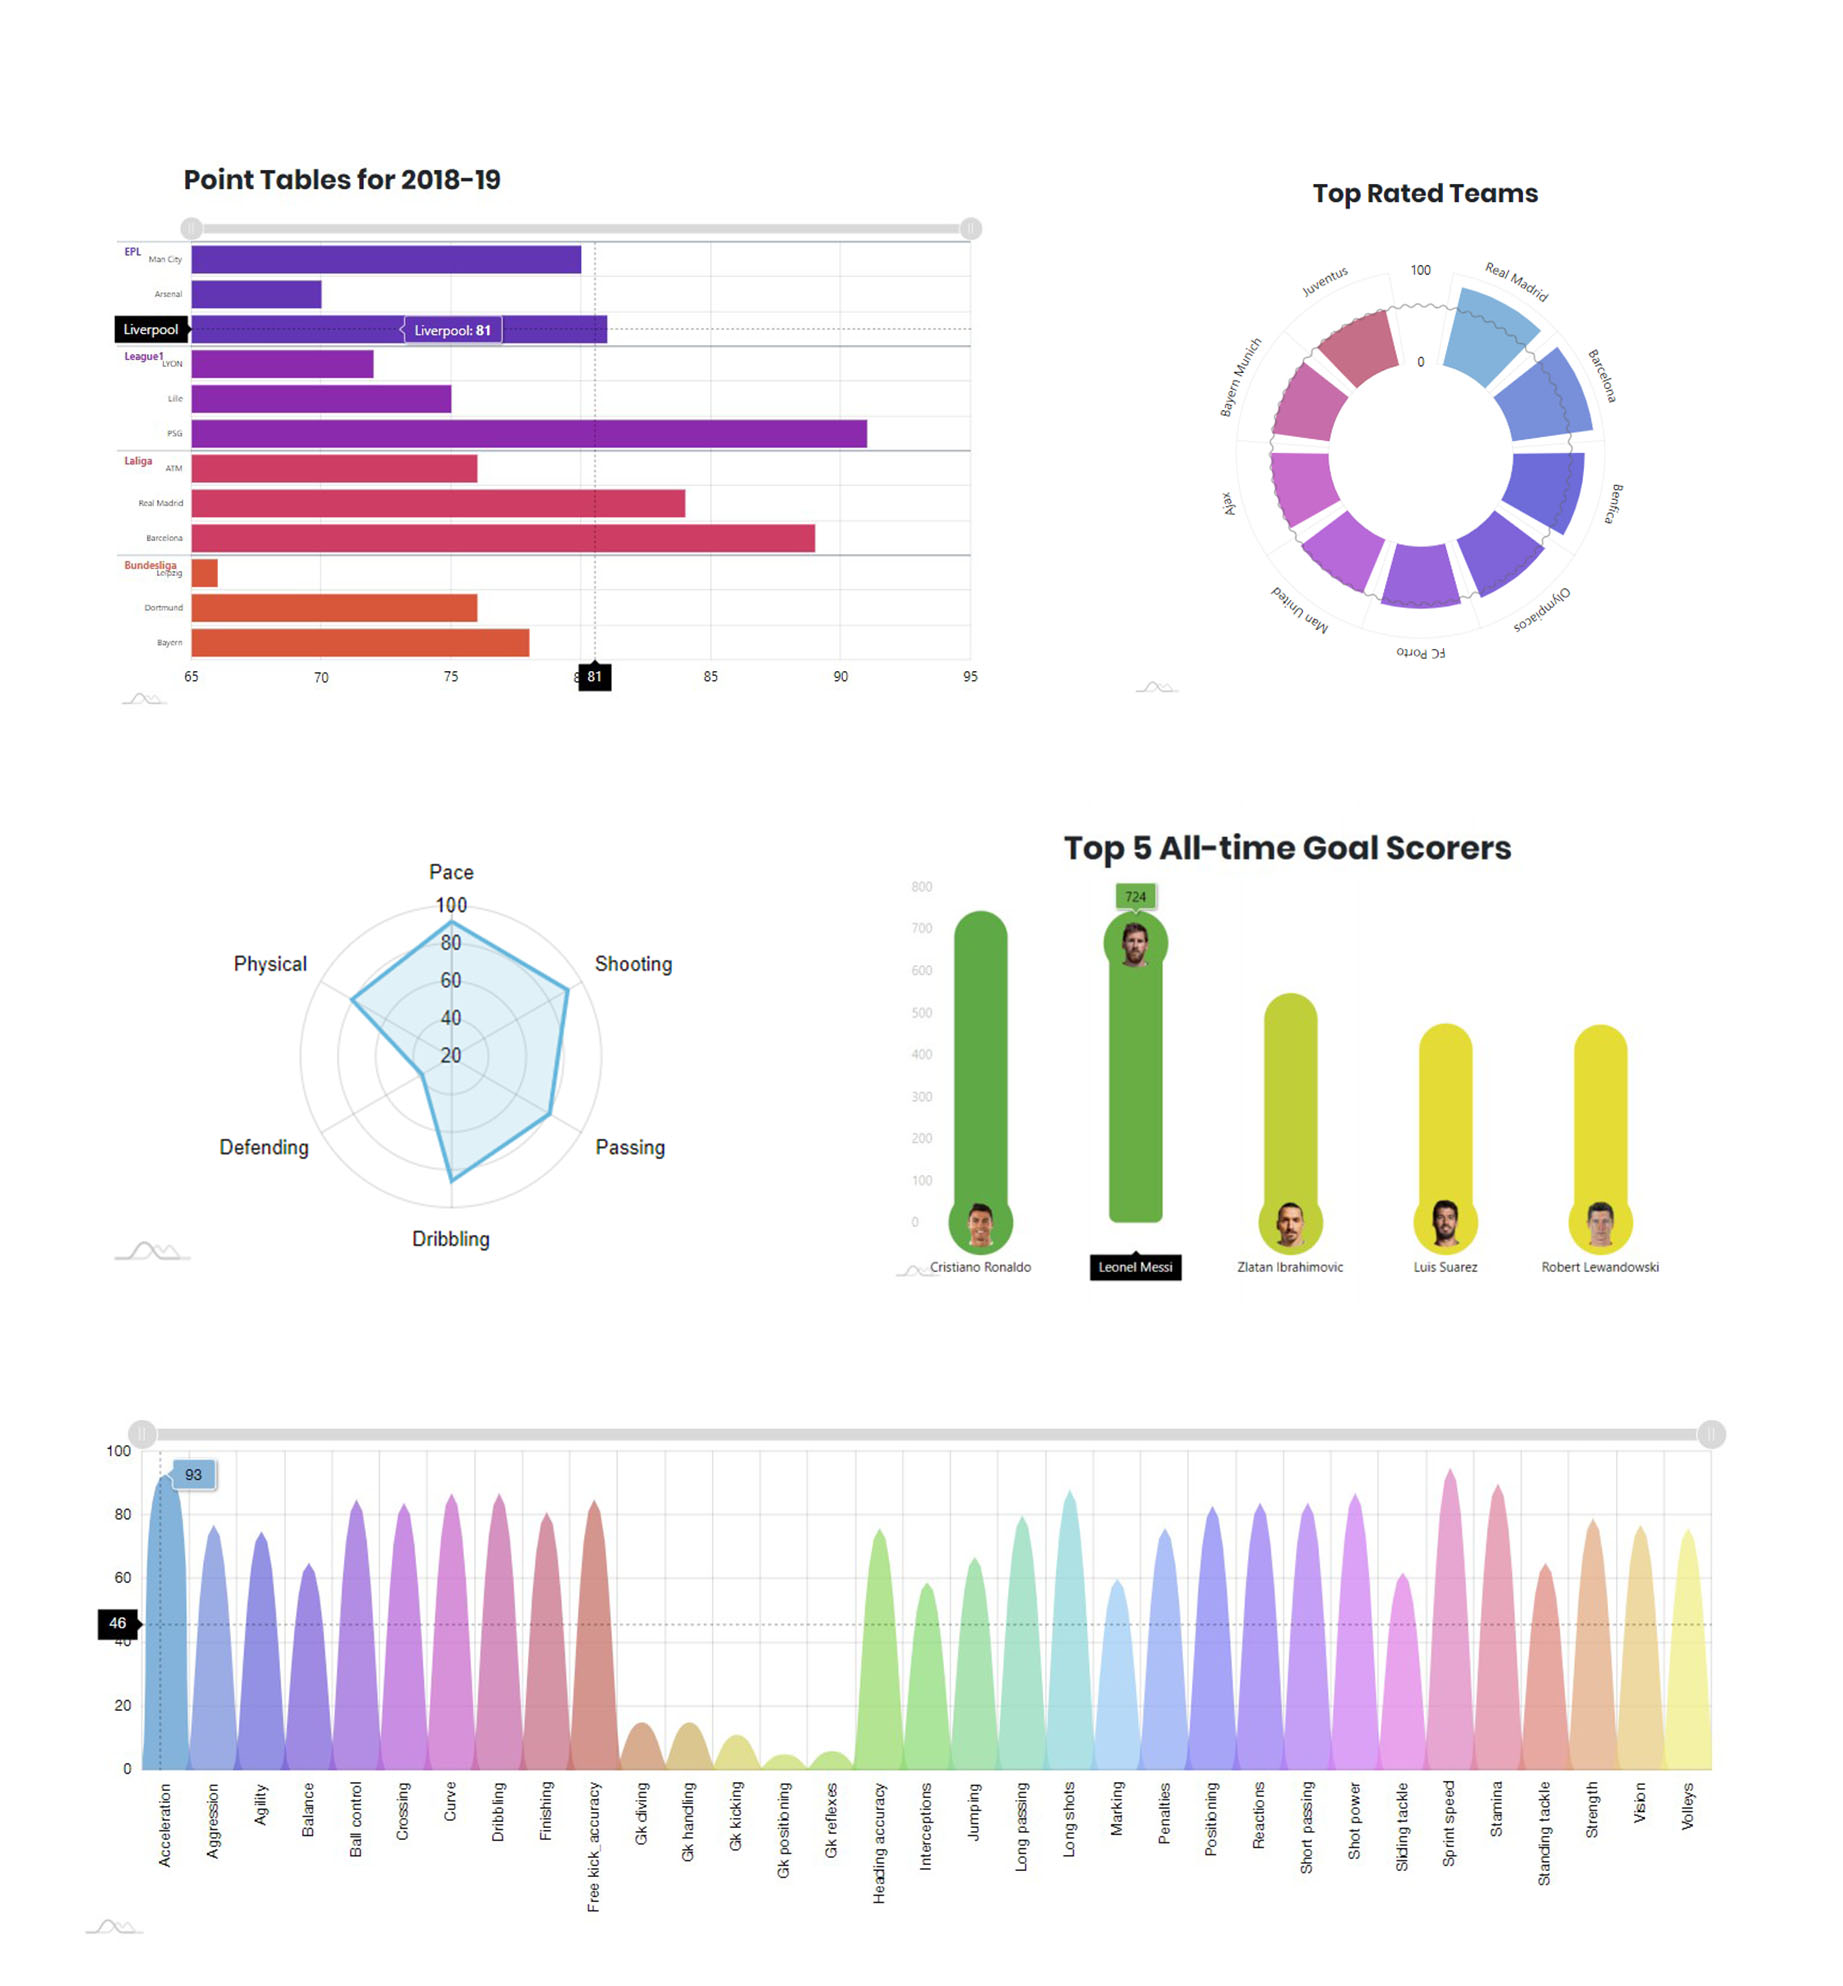 Point Tables for 2018-19
EPL
Man City
Arsenal
Liverpool
Liverpool: 81
League1
LYON
Lille
PSG
Laliga
ATM
Real Madrid
Barcelona
Bundesliga
Leipzig
Dortmund
Bayern
65 70 75 8 81 85 90 95
Top Rated Teams
100
0
Real Madrid
Barcelona
Benfica
Olympiacos
FC Porto
Man United
Ajax
Bayern Munich
Juventus
Pace
100
80
60
40
20
Physical
Shooting
Defending
Passing
Dribbling
Top 5 All-time Goal Scorers
800
724
700
600
500
400
300
200
100
0
Cristiano Ronaldo
Leonel Messi
Zlatan Ibrahimovic
Luis Suarez
Robert Lewandowski
100
93
80
60
46
40
20
0
Acceleration
Aggression
Agility
Balance
Ball control
Crossing
Curve
Dribbling
Finishing
Free kick_accuracy
Gk diving
Gk handling
Gk kicking
Gk positioning
Gk reflexes
Heading accuracy
Interceptions
Jumping
Long passing
Long shots
Marking
Penalties
Positioning
Reactions
Short passing
Shot power
Sliding tackle
Sprint speed
Stamina
Standing tackle
Strength
Vision
Volleys